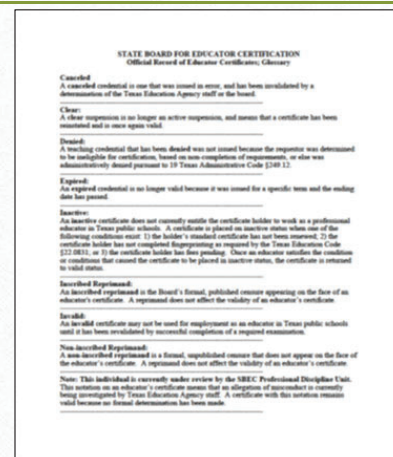 STATE BOARD FOR EDUCATOR CERTIFICATION
Official Record of Educator Certificates; Glossary
Canceled
A canceled credential is one that was issued in error, and has been invalidated by a
determination of the Texas Education Agency staff or the board.
Clear:
A clear suspension is no longer an active suspension, and means that a certificate has been
reinstated and is once again valid.
Denied:
A teaching credential that has been denied was not issued because the requestor was determined
to be ineligible for certification, based on non-completion of requirements, or else was
administratively denied pursuant to 19 Texas Administrative Code §249.12.
Expired:
An expired credential is no longer valid because it was issued for a specific term and the ending
date has passed.
Inactive:
An inactive certificate does not currently entitle the certificate holder to work as a professional
educator in Texas public schools. A certificate is placed on inactive status when one of the
following conditions exist: 1) the holder's standard certificate has not been renewed; 2) the
certificate holder has not completed fingerprinting as required by the Texas Education Code
§22.0831; or 3) the certificate holder has fees pending. Once an educator satisfies the condition
or conditions that caused the certificate to be placed in inactive status, the certificate is returned
to valid status.
Inscribed Reprimand:
An inscribed reprimand is the Board's formal, published censure appearing on the face of an
educator's certificate. A reprimand does not affect the validity of an educator's certificate.
Invalid:
An invalid certificate may not be used for employment as an educator in Texas public schools
until it has been revalidated by successful completion of a required examination.
Non-inscribed Reprimand:
A non-inscribed reprimand is a formal, unpublished censure that does not appear on the face of
the educator's certificate. A reprimand does not affect the validity of an educator's certificate.
Note: This individual is currently under review by the SBEC Professional Discipline Unit.
This notation on an educator's certificate means that an allegation of misconduct is currently
being investigated by Texas Education Agency staff. A certificate with this notation remains
valid because no formal determination has been made.